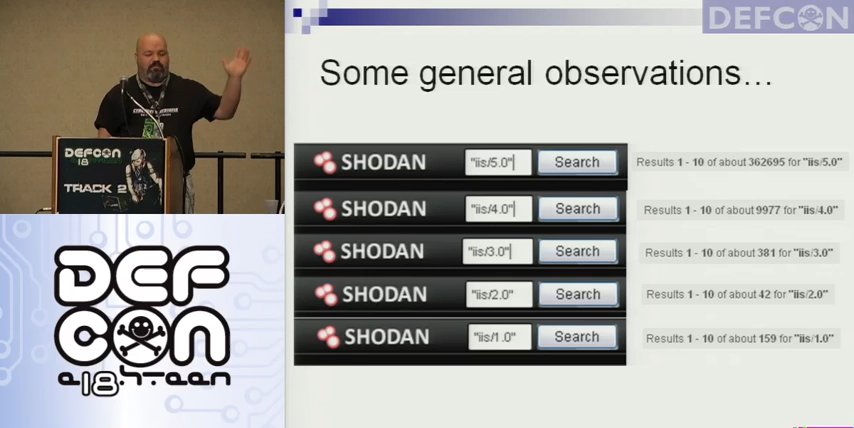 DEFCON
Some general observations...
SHODAN "iis/5.0" Search Results 1 - 10 of about 362695 for "iis/5.0"
SHODAN "iis/4.0" Search Results 1 - 10 of about 9977 for "iis/4.0"
SHODAN "iis/3.0" Search Results 1 - 10 of about 381 for "iis/3.0"
SHODAN "iis/2.0" Search Results 1 - 10 of about 42 for "iis/2.0"
SHODAN "iis/1.0" Search Results 1 - 10 of about 159 for "iis/1.0"
DEFCON
18
TRACK 2
DEF
CON
e18hteen